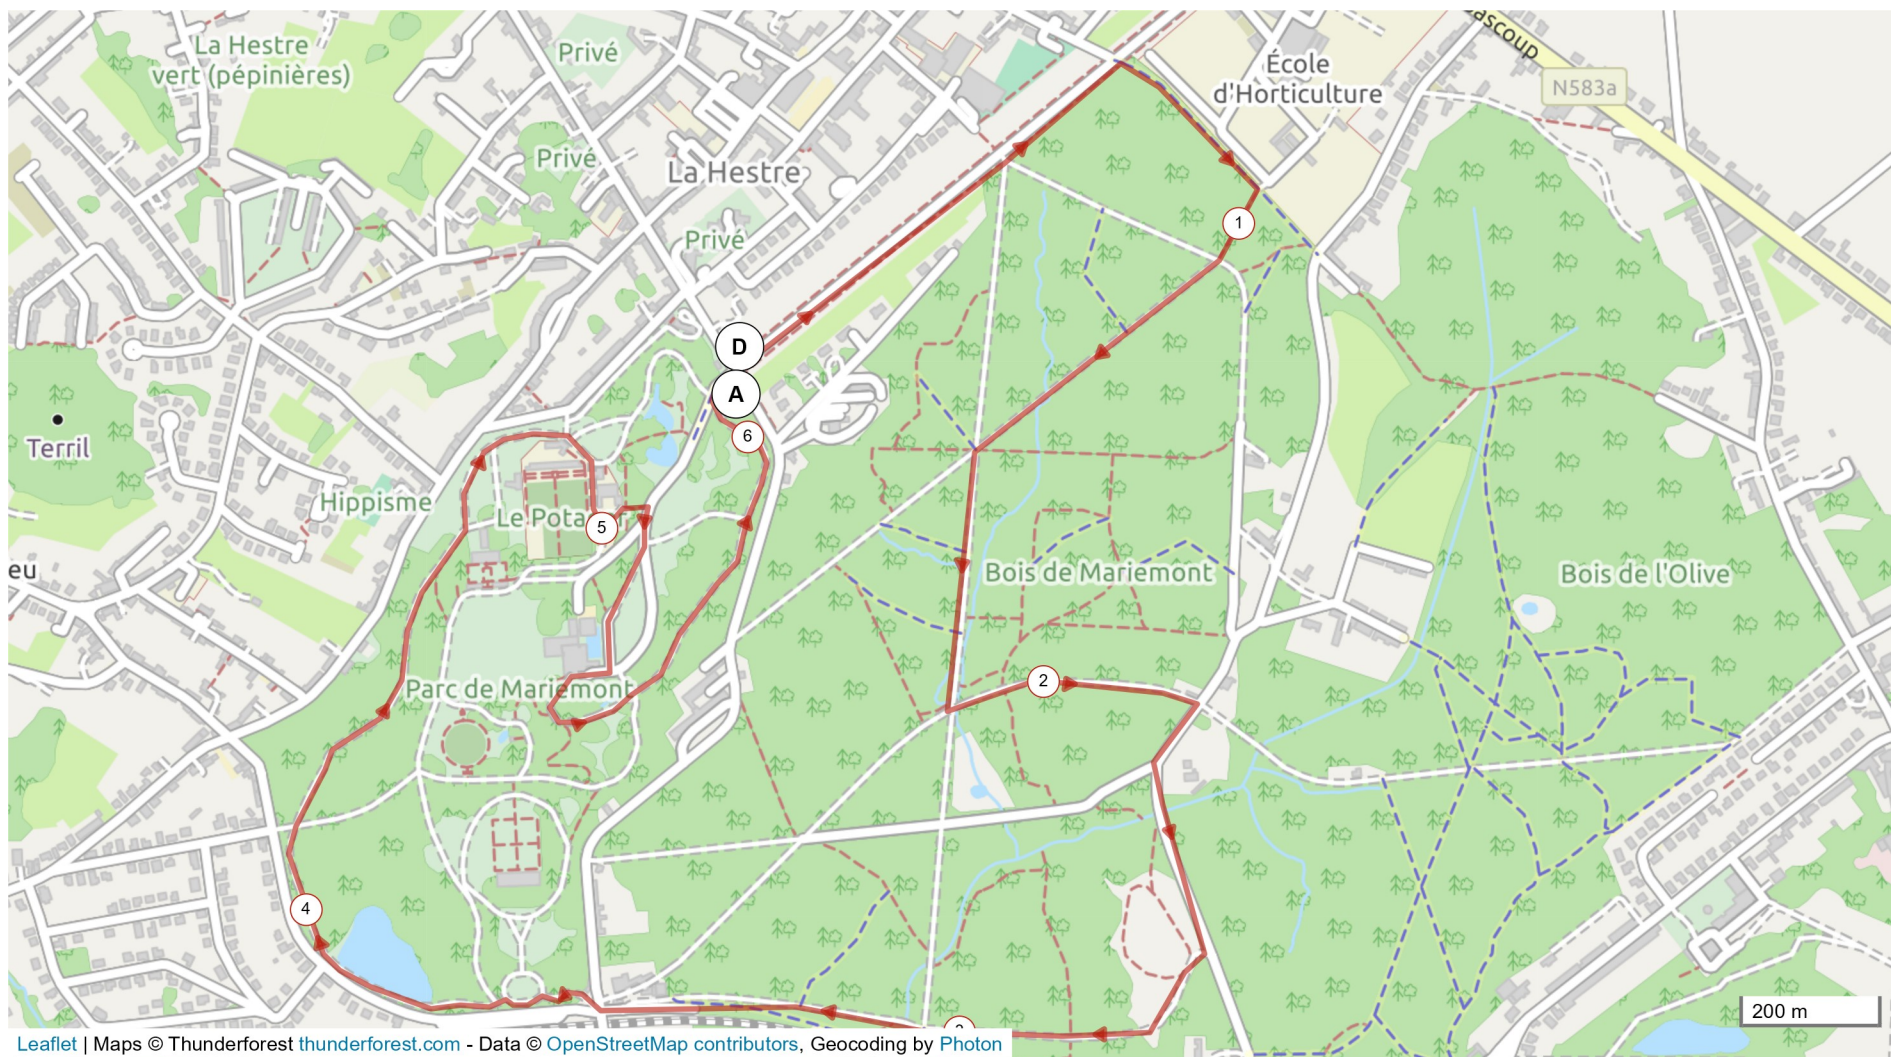 La Hestre
vert (pépinières)
Privé
École
d'Horticulture
ascoup
N583a
Privé
La Hestre
Privé
1
D
A
6
Terril
Hippisme
5
eu
Bois de Mariemont
Bois de l'Olive
Parc de Mariemont
2
4
200 m
Leaflet | Maps © Thunderforest thunderforest.com - Data © OpenStreetMap contributors, Geocoding by Photon